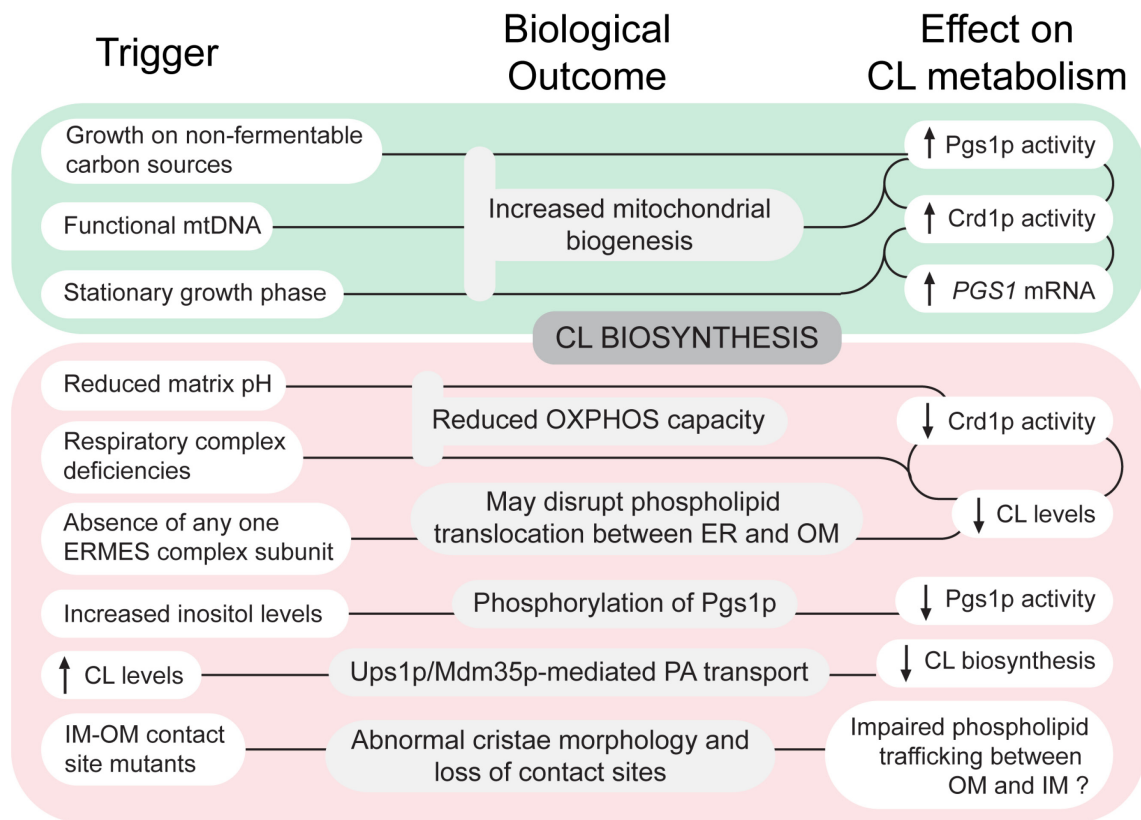 Trigger
Biological
Outcome
Effect on
CL metabolism
Growth on non-fermentable
carbon sources
Functional mtDNA
Stationary growth phase
Increased mitochondrial
biogenesis
↑ Pgs1p activity
↑ Crd1p activity
↑ PGS1 mRNA
CL BIOSYNTHESIS
Reduced matrix pH
Reduced OXPHOS capacity
↓ Crd1p activity
Respiratory complex
deficiencies
Absence of any one
ERMES complex subunit
May disrupt phospholipid
translocation between ER and OM
↓ CL levels
Increased inositol levels
Phosphorylation of Pgs1p
↓ Pgs1p activity
↑ CL levels
Ups1p/Mdm35p-mediated PA transport
↓ CL biosynthesis
IM-OM contact
site mutants
Abnormal cristae morphology and
loss of contact sites
Impaired phospholipid
trafficking between
OM and IM ?